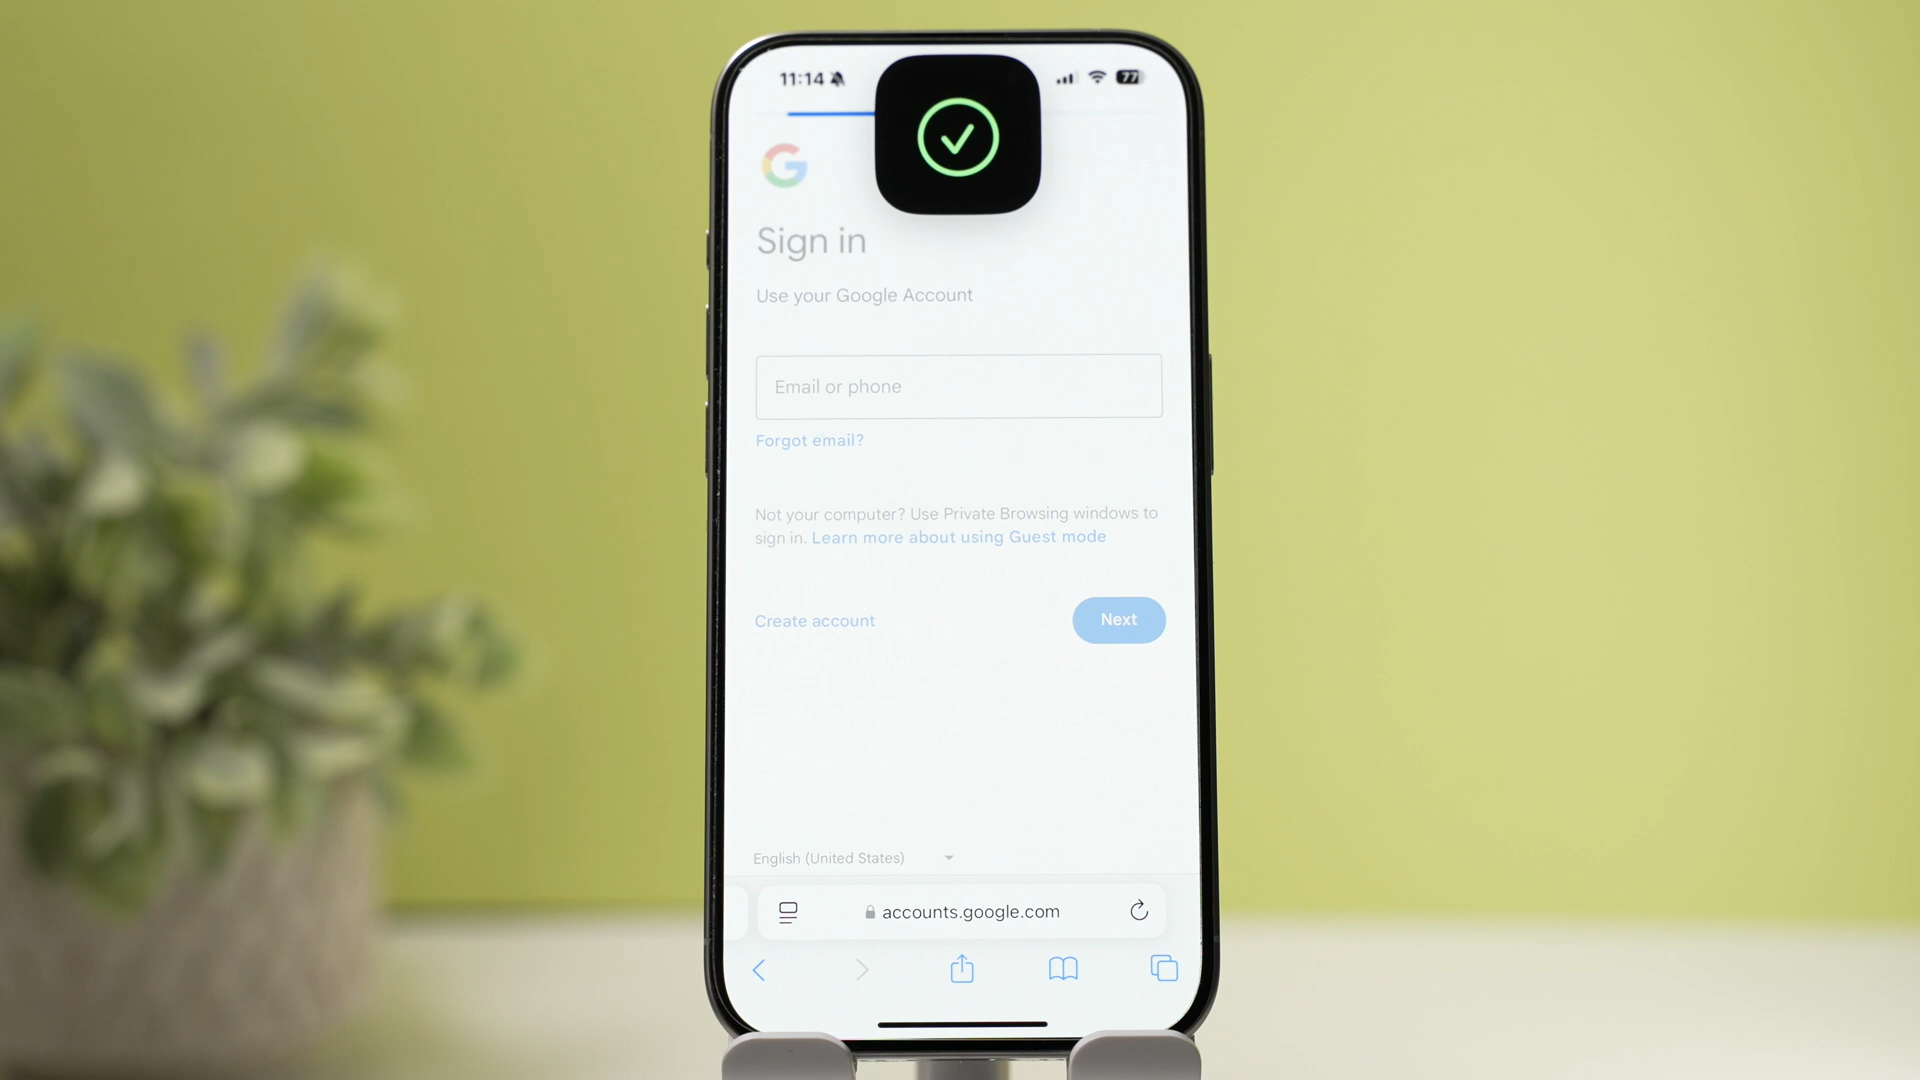 11:14
77
G
Sign in
Use your Google Account
Email or phone
Forgot email?
Not your computer? Use Private Browsing windows to
sign in. Learn more about using Guest mode
Create account
Next
English (United States)
accounts.google.com